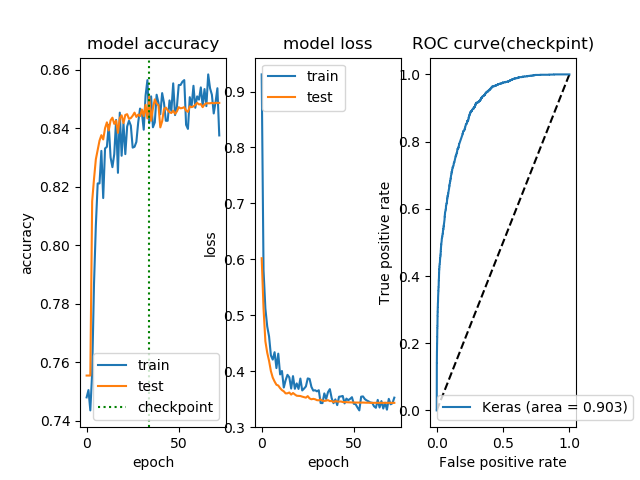 model accuracy
0.86
0.84
0.82
0.80
0.78
0.76
0.74
accuracy
0
50
epoch
train
test
checkpoint
model loss
0.9
0.8
0.7
0.6
0.5
0.4
0.3
loss
0
50
epoch
train
test
ROC curve(checkpint)
1.0
0.8
0.6
0.4
0.2
0.0
True positive rate
0.0
0.5
1.0
False positive rate
Keras (area = 0.903)